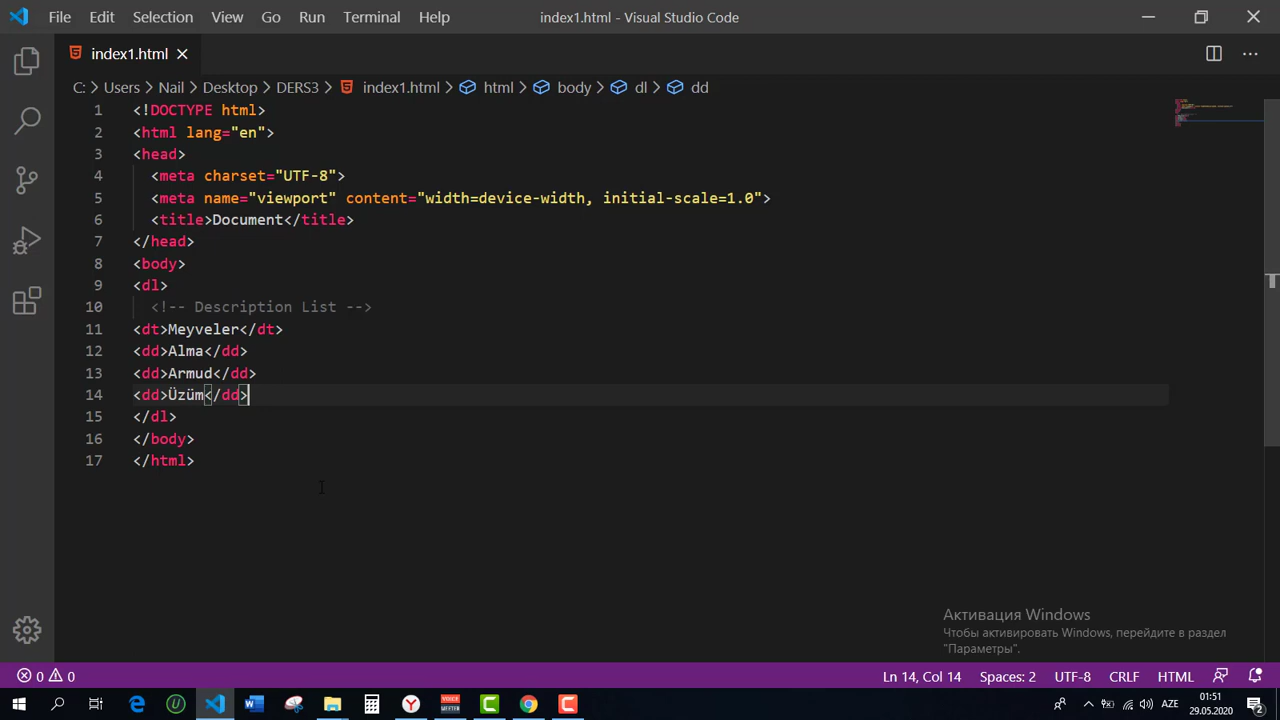 File Edit Selection View Go Run Terminal Help
index1.html - Visual Studio Code
index1.html
C: > Users > Nail > Desktop > DERS3 > index1.html > html > body > dl > dd
1 <!DOCTYPE html>
2 <html lang="en">
3 <head>
4 <meta charset="UTF-8">
5 <meta name="viewport" content="width=device-width, initial-scale=1.0">
6 <title>Document</title>
7 </head>
8 <body>
9 <dl>
10 <!-- Description List -->
11 <dt>Meyveler</dt>
12 <dd>Alma</dd>
13 <dd>Armud</dd>
14 <dd>Üzüm</dd>
15 </dl>
16 </body>
17 </html>
Активация Windows
Чтобы активировать Windows, перейдите в раздел
"Параметры".
0 0 Ln 14, Col 14 Spaces: 2 UTF-8 CRLF HTML
VOICE MEETER
AZE
01:51
29.05.2020
2